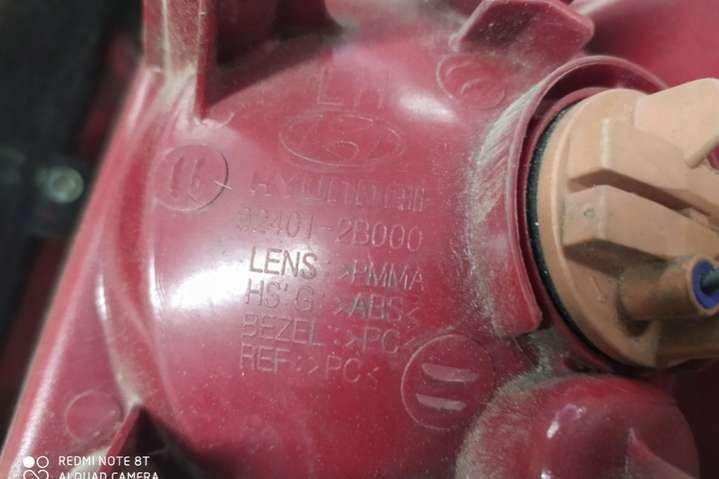 LH
HYUNDAI
92401-2B000
LENS:>PMMA
HS'G:>ABS<
BEZEL:>PC<
REF:>PC<
REDMI NOTE 8T
AI QUAD CAMERA